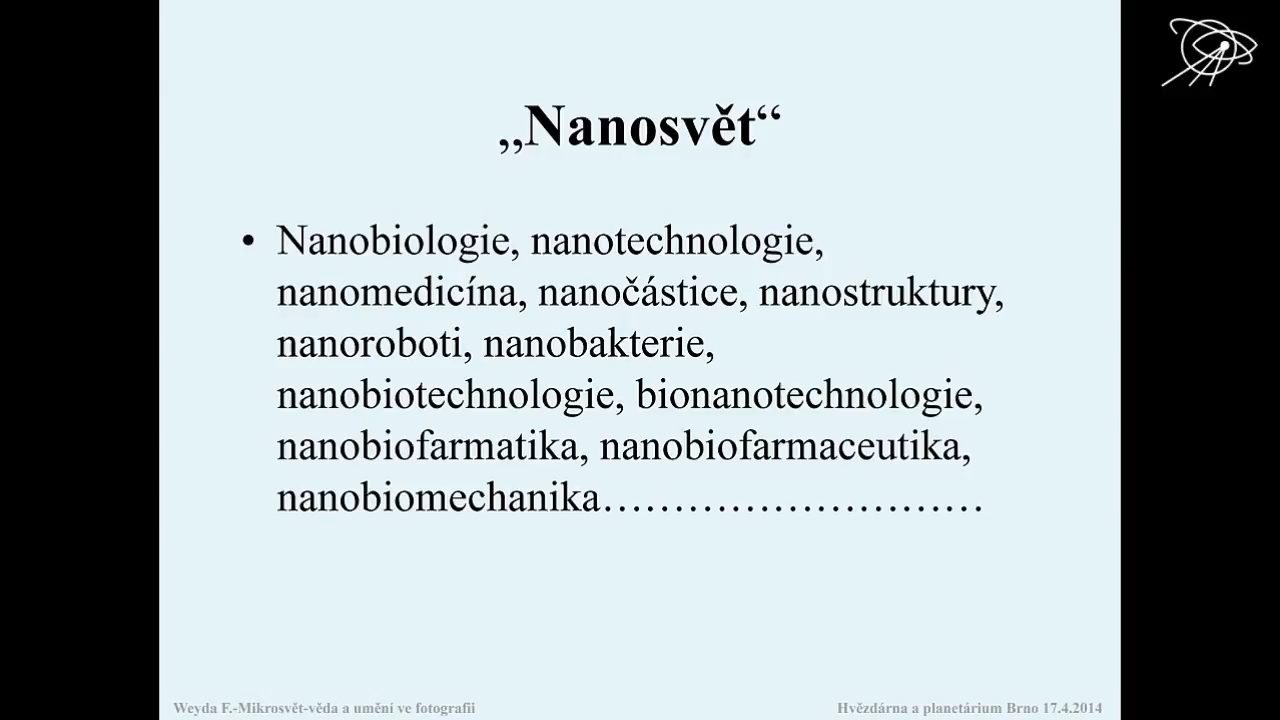 „Nanosvět“
• Nanobiologie, nanotechnologie,
nanomedicína, nanočástice, nanostruktury,
nanoroboti, nanobakterie,
nanobiotechnologie, bionanotechnologie,
nanobiofarmatika, nanobiofarmaceutika,
nanobiomechanika………………………
Weyda F.-Mikrosvět-věda a umění ve fotografii
Hvězdárna a planetárium Brno 17.4.2014